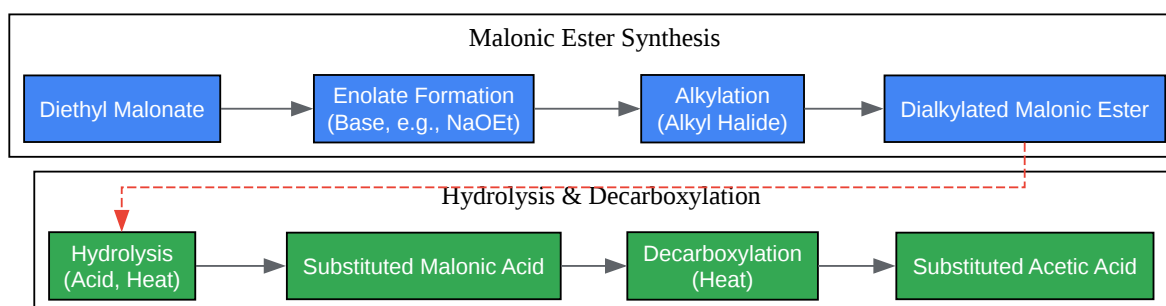 Malonic Ester Synthesis
Diethyl Malonate
Enolate Formation
(Base, e.g., NaOEt)
Alkylation
(Alkyl Halide)
Dialkylated Malonic Ester
Hydrolysis & Decarboxylation
Hydrolysis
(Acid, Heat)
Substituted Malonic Acid
Decarboxylation
(Heat)
Substituted Acetic Acid